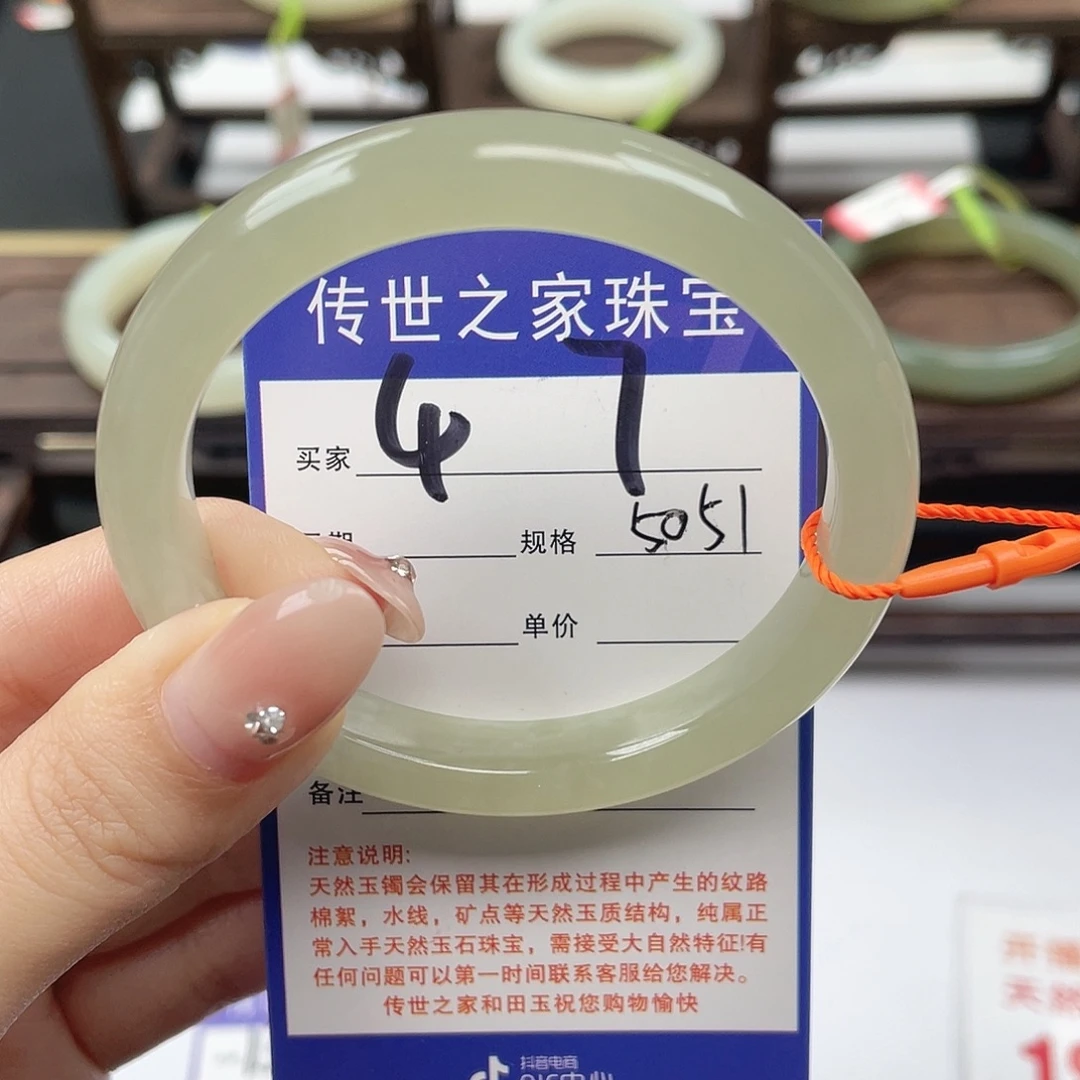 传世之家珠宝
4 7
买家
规格 5051
单价
备注
注意说明:
天然玉镯会保留其在形成过程中产生的纹路
棉絮，水线，矿点等天然玉质结构，纯属正
常入手天然玉石珠宝，需接受大自然特征!有
任何问题可以第一时间联系客服给您解决。
传世之家和田玉祝您购物愉快
抖音电商